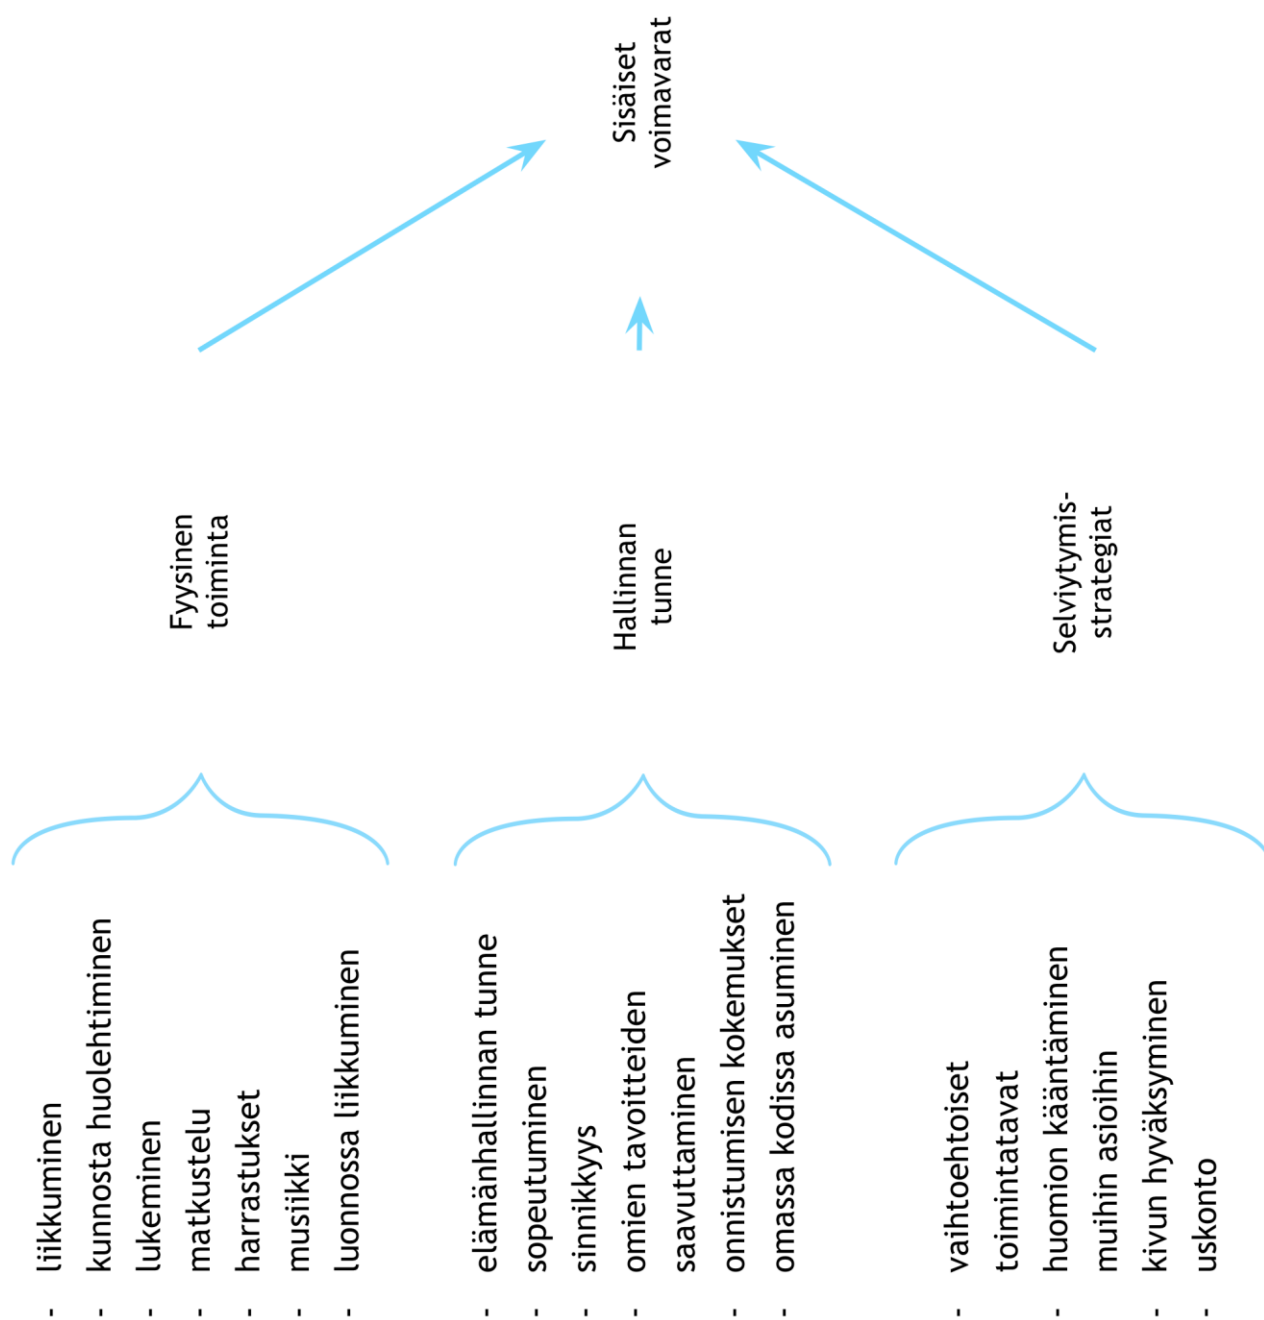 - liikkuminen
- kunnosta huolehtiminen
- lukeminen
- matkustelu
- harrastukset
- musiikki
- luonnossa liikkuminen
Fyysinen
toiminta
- elämänhallinnan tunne
- sopeutuminen
- sinnikkyys
- omien tavoitteiden
saavuttaminen
- onnistumisen kokemukset
- omassa kodissa asuminen
Hallinnan
tunne
- vaihtoehtoiset
toimintatavat
- huomion kääntäminen
muihin asioihin
- kivun hyväksyminen
- uskonto
Selviytymis-
strategiat
Sisäiset
voimavarat